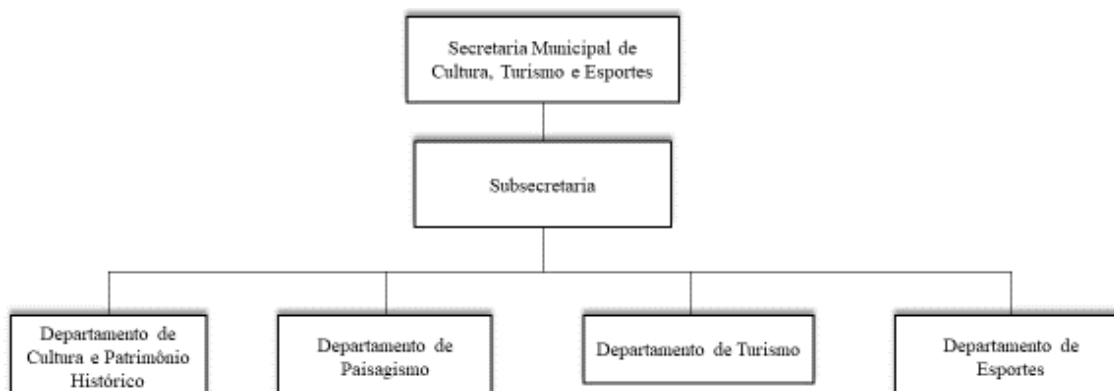 Secretaria Municipal de
Cultura, Turismo e Esportes
Subsecretaria
Departamento de
Cultura e Patrimônio
Histórico
Departamento de
Paisagismo
Departamento de Turismo
Departamento de
Esportes